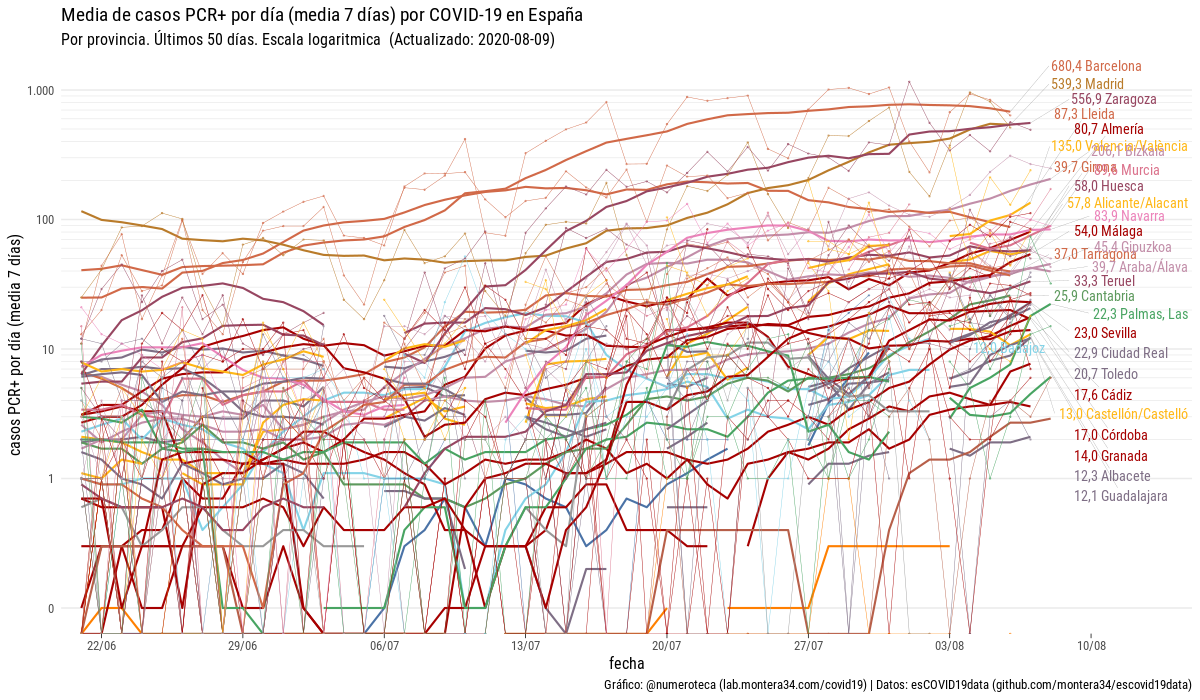 Media de casos PCR+ por día (media 7 días) por COVID-19 en España
Por provincia. Últimos 50 días. Escala logaritmica (Actualizado: 2020-08-09)
casos PCR+ por día (media 7 días)
1.000
100
10
1
0
680,4 Barcelona
539,3 Madrid
556,9 Zaragoza
87,3 Lleida
80,7 Almería
135,0 Valencia/València
206,1 Bizkaia
39,7 Girona
89,6 Murcia
58,0 Huesca
57,8 Alicante/Alacant
83,9 Navarra
54,0 Málaga
45,4 Gipuzkoa
37,0 Tarragona
39,7 Araba/Álava
33,3 Teruel
25,9 Cantabria
22,3 Palmas, Las
23,0 Sevilla
Badajoz
22,9 Ciudad Real
20,7 Toledo
17,6 Cádiz
13,0 Castellón/Castelló
17,0 Córdoba
14,0 Granada
12,3 Albacete
12,1 Guadalajara
22/06
29/06
06/07
13/07
20/07
27/07
03/08
10/08
fecha
Gráfico: @numeroteca (lab.montera34.com/covid19) | Datos: esCOVID19data (github.com/montera34/escovid19data)